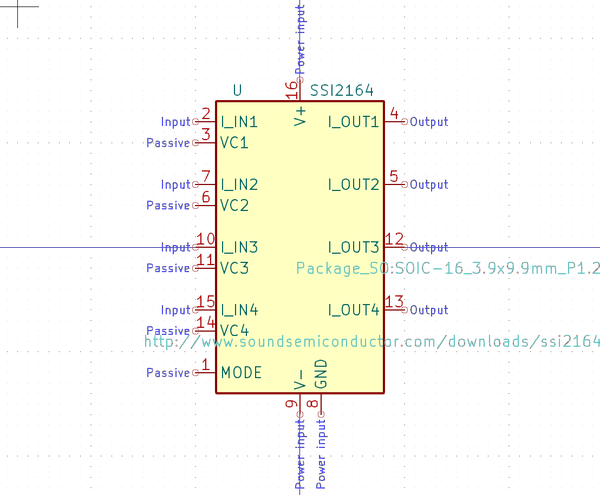 Power input
16
U SSI2164
V+
Input 2 I_IN1 I_OUT1 4 Output
Passive 3 VC1
Input 7 I_IN2 I_OUT2 5 Output
Passive 6 VC2
Input 10 I_IN3 I_OUT3 12 Output
Passive 11 VC3 Package_SO:SOIC-16_3.9x9.9mm_P1.2
Input 15 I_IN4 I_OUT4 13 Output
Passive 14 VC4
http://www.soundsemiconductor.com/downloads/ssi2164
Passive 1 MODE V- GND
9 8
Power input Power input